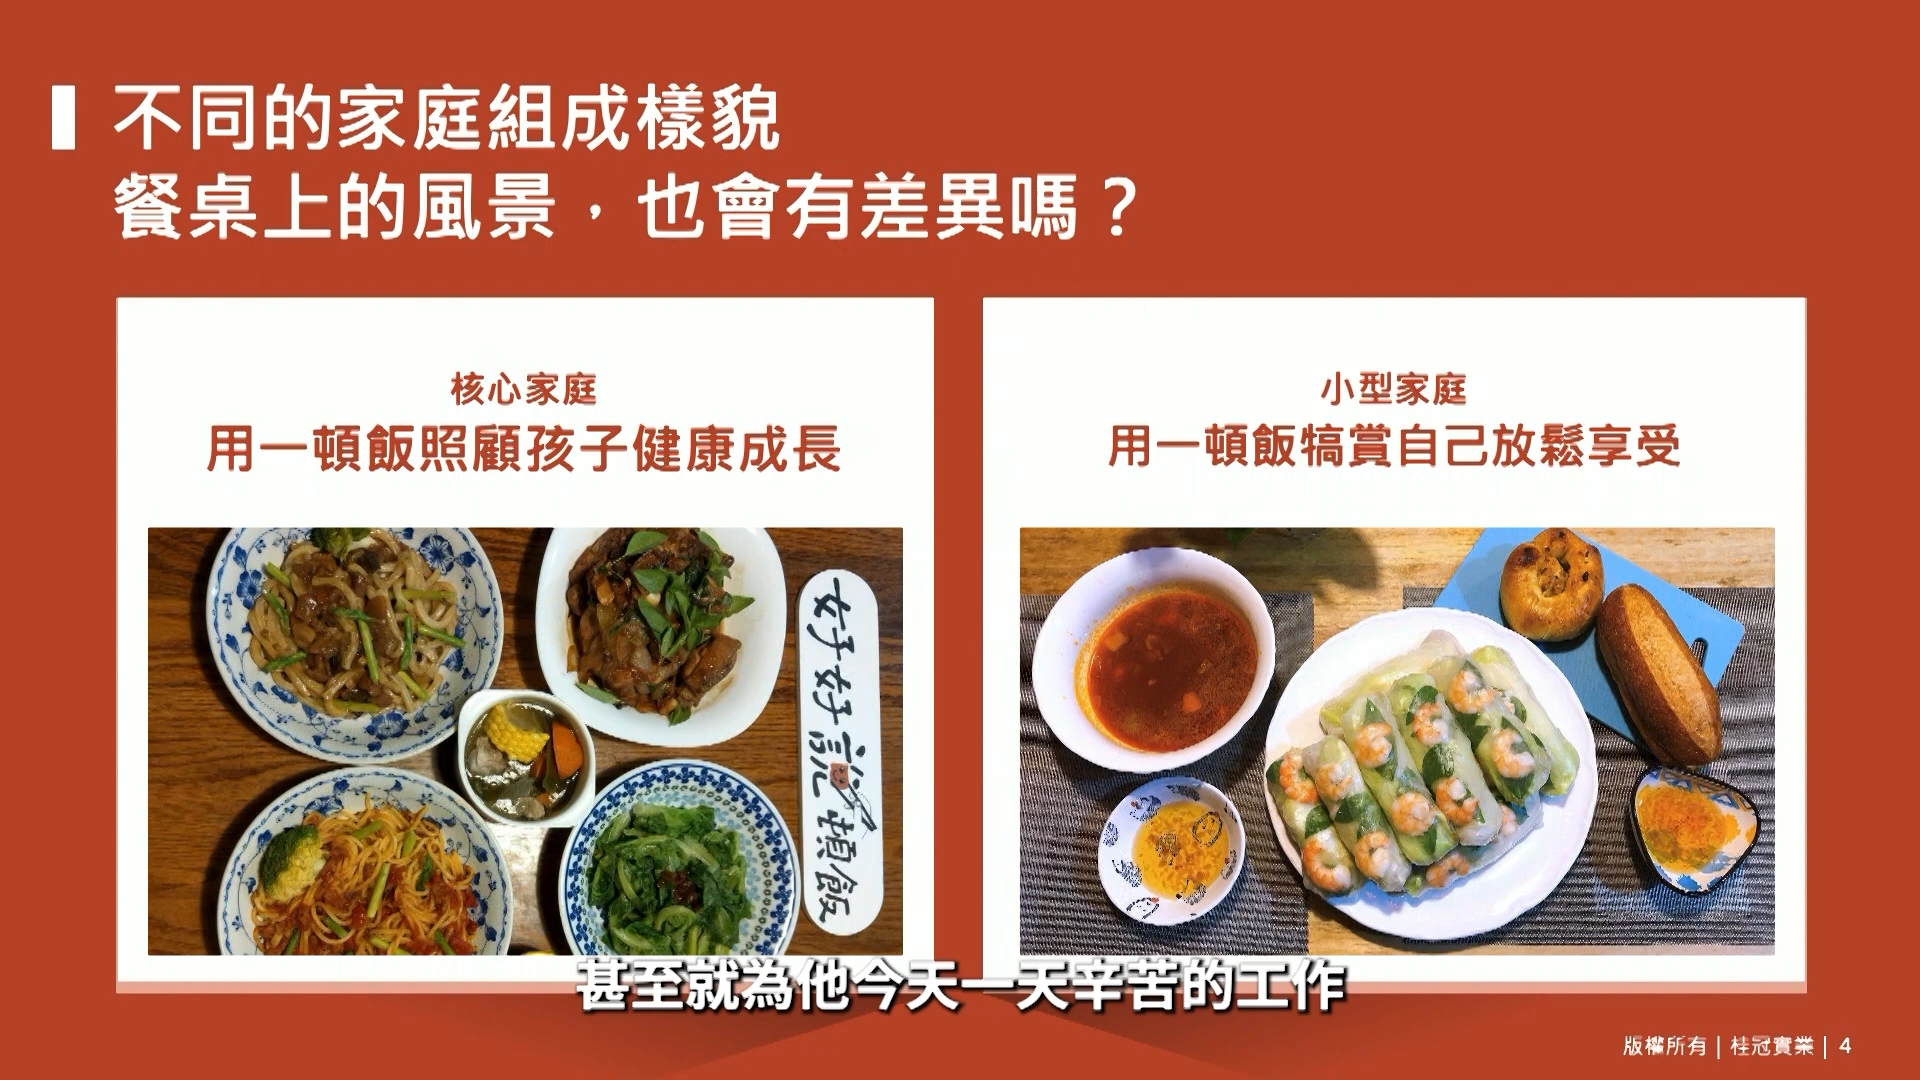 不同的家庭組成樣貌
餐桌上的風景，也會有差異嗎？
核心家庭
用一頓飯照顧孩子健康成長
小型家庭
用一頓飯犒賞自己放鬆享受
好好說頓飯
甚至就為他今天一天辛苦的工作
版權所有｜桂冠實業｜4